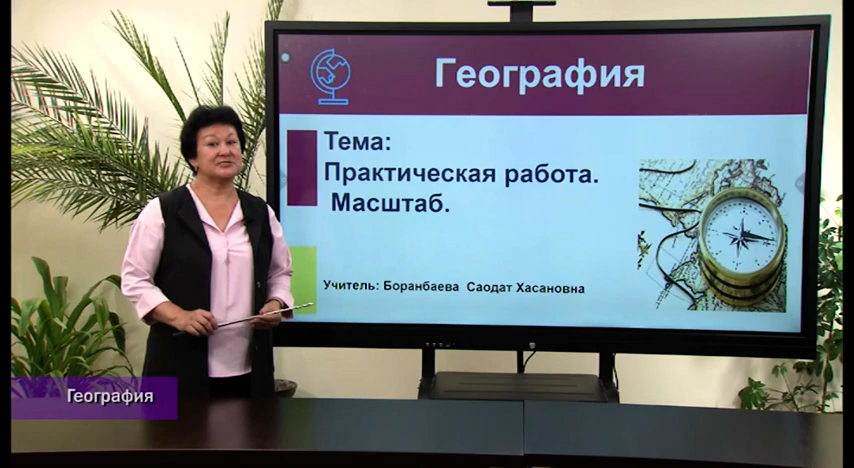 География
Тема:
Практическая работа.
Масштаб.
Учитель: Боранбаева Саодат Хасановна
География